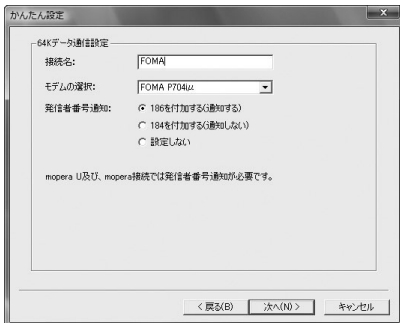 かんたん設定
64Kデータ通信設定
接続名: FOMA
モデムの選択: FOMA P704iμ
発信者番号通知: 186を付加する(通知する)
184を付加する(通知しない)
設定しない
mopera U及び、mopera接続では発信者番号通知が必要です。
< 戻る(B) 次へ(N) > キャンセル